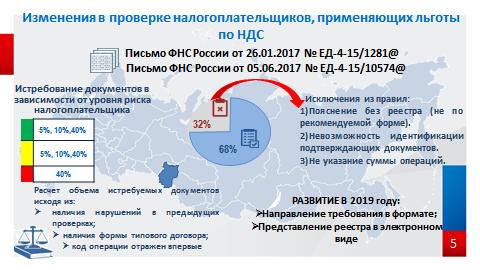 Изменения в проверке налогоплательщиков, применяющих льготы
по НДС
Письмо ФНС России от 26.01.2017 № ЕД-4-15/1281@
Письмо ФНС России от 05.06.2017 № ЕД-4-15/10574@
Истребование документов в
зависимости от уровня риска
налогоплательщика
5%, 10%,40%
5%, 10%,40%
40%
32%
68%
Исключения из правил:
1)Пояснение без реестра (не по
рекомендуемой форме).
2)Невозможность идентификации
подтверждающих документов.
3)Не указание суммы операций.
Расчет объема истребуемых документов
исходя из:
➢ наличия нарушений в предыдущих
проверках;
➢ наличия формы типового договора;
➢ код операции отражен впервые
РАЗВИТИЕ В 2019 году:
➢Направление требования в формате;
➢Представление реестра в электронном
виде
5